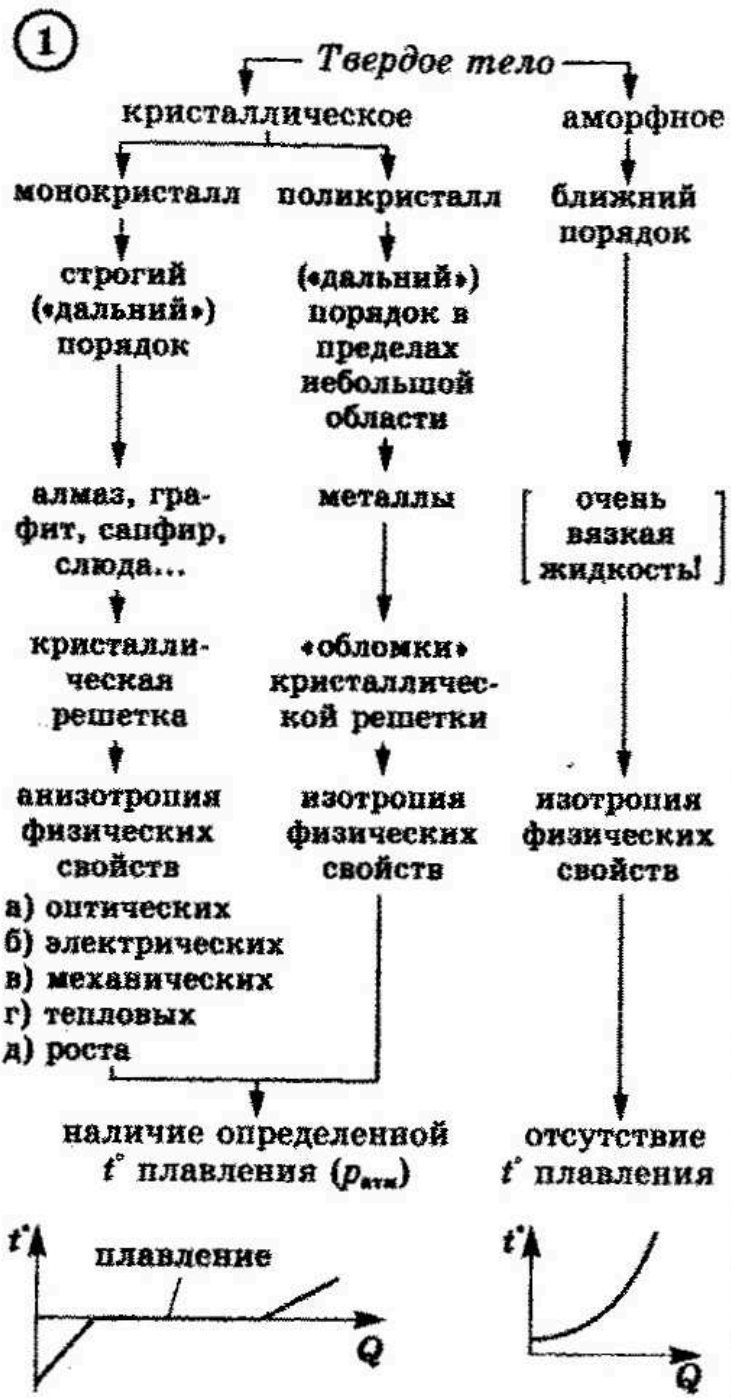 1
Твердое тело
кристаллическое
аморфное
монокристалл
поликристалл
ближний
порядок
строгий
(«дальний»)
порядок
(«дальний»)
порядок в
пределах
небольшой
области
алмаз, гра-
фит, сапфир,
слюда...
металлы
очень
вязкая
жидкость!
кристалли-
ческая
решетка
«обломки»
кристалличес-
кой решетки
анизотропия
физических
свойств
изотропия
физических
свойств
изотропия
физических
свойств
а) оптических
б) электрических
в) механических
г) тепловых
д) роста
наличие определенной
t° плавления (pатм)
отсутствие
t° плавления
t°
плавление
Q
t°
Q